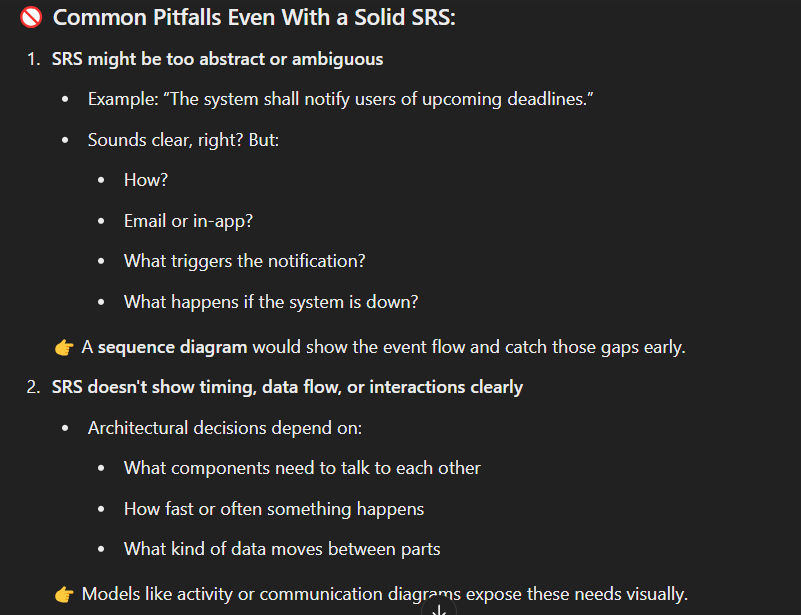 🚫 Common Pitfalls Even With a Solid SRS:
1. SRS might be too abstract or ambiguous
• Example: “The system shall notify users of upcoming deadlines.”
• Sounds clear, right? But:
• How?
• Email or in-app?
• What triggers the notification?
• What happens if the system is down?
👉 A sequence diagram would show the event flow and catch those gaps early.
2. SRS doesn't show timing, data flow, or interactions clearly
• Architectural decisions depend on:
• What components need to talk to each other
• How fast or often something happens
• What kind of data moves between parts
👉 Models like activity or communication diagrams expose these needs visually.